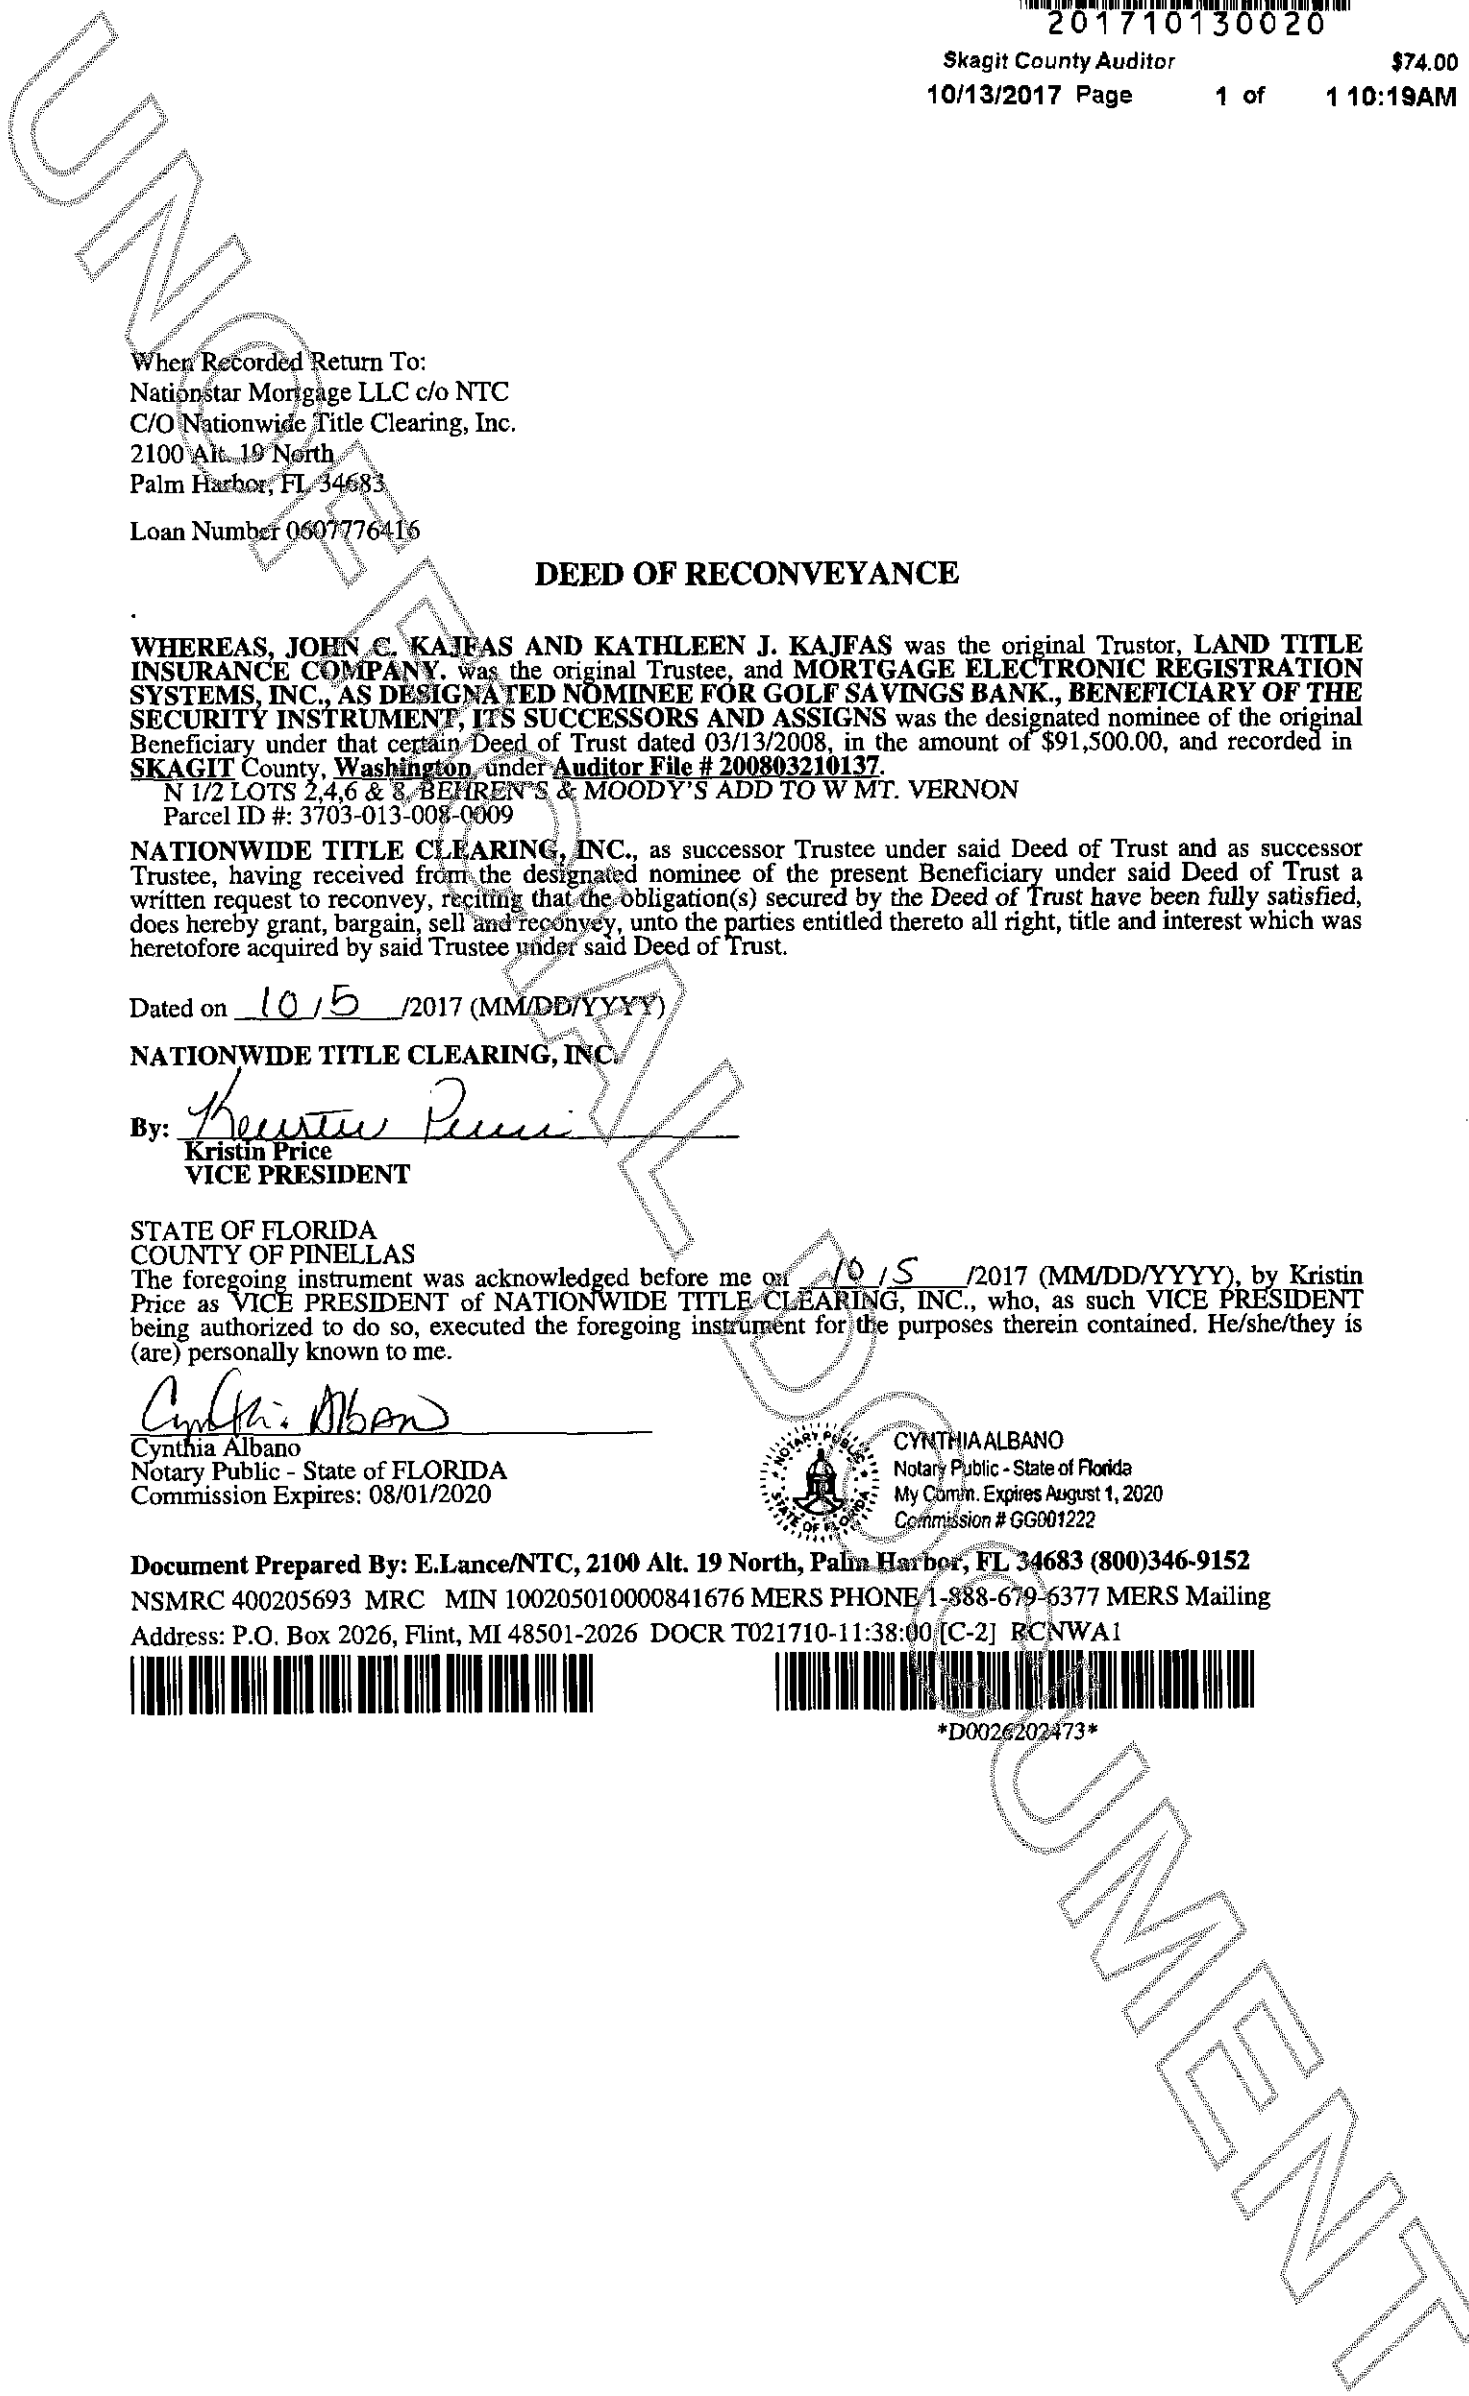 201710130020
Skagit County Auditor $74.00
10/13/2017 Page 1 of 1 10:19AM
When Recorded Return To:
Nationstar Mortgage LLC c/o NTC
C/O Nationwide Title Clearing, Inc.
2100 Alt. 19 North
Palm Harbor, FL 34683
Loan Number 0607776416
DEED OF RECONVEYANCE
.
WHEREAS, JOHN C. KAJFAS AND KATHLEEN J. KAJFAS was the original Trustor, LAND TITLE
INSURANCE COMPANY. was the original Trustee, and MORTGAGE ELECTRONIC REGISTRATION
SYSTEMS, INC., AS DESIGNATED NOMINEE FOR GOLF SAVINGS BANK., BENEFICIARY OF THE
SECURITY INSTRUMENT, ITS SUCCESSORS AND ASSIGNS was the designated nominee of the original
Beneficiary under that certain Deed of Trust dated 03/13/2008, in the amount of $91,500.00, and recorded in
SKAGIT County, Washington, under Auditor File # 200803210137.
N 1/2 LOTS 2,4,6 & 8, BEHREN'S & MOODY'S ADD TO W MT. VERNON
Parcel ID #: 3703-013-008-0009
NATIONWIDE TITLE CLEARING, INC., as successor Trustee under said Deed of Trust and as successor
Trustee, having received from the designated nominee of the present Beneficiary under said Deed of Trust a
written request to reconvey, reciting that the obligation(s) secured by the Deed of Trust have been fully satisfied,
does hereby grant, bargain, sell and reconvey, unto the parties entitled thereto all right, title and interest which was
heretofore acquired by said Trustee under said Deed of Trust.
Dated on 10/5/2017 (MM/DD/YYYY)
NATIONWIDE TITLE CLEARING, INC.
By:
Kristin Price
VICE PRESIDENT
STATE OF FLORIDA
COUNTY OF PINELLAS
The foregoing instrument was acknowledged before me on 10/5/2017 (MM/DD/YYYY), by Kristin
Price as VICE PRESIDENT of NATIONWIDE TITLE CLEARING, INC., who, as such VICE PRESIDENT
being authorized to do so, executed the foregoing instrument for the purposes therein contained. He/she/they is
(are) personally known to me.
Cynthia Albano
Notary Public - State of FLORIDA
Commission Expires: 08/01/2020
NOTARY PUBLIC
STATE OF FLORIDA
CYNTHIA ALBANO
Notary Public - State of Florida
My Comm. Expires August 1, 2020
Commission # GG001222
Document Prepared By: E.Lance/NTC, 2100 Alt. 19 North, Palm Harbor, FL 34683 (800)346-9152
NSMRC 400205693 MRC MIN 100205010000841676 MERS PHONE 1-888-679-6377 MERS Mailing
Address: P.O. Box 2026, Flint, MI 48501-2026 DOCR T021710-11:38:00 [C-2] RCNWA1
*D0026202473*
UNOFFICIAL DOCUMENT